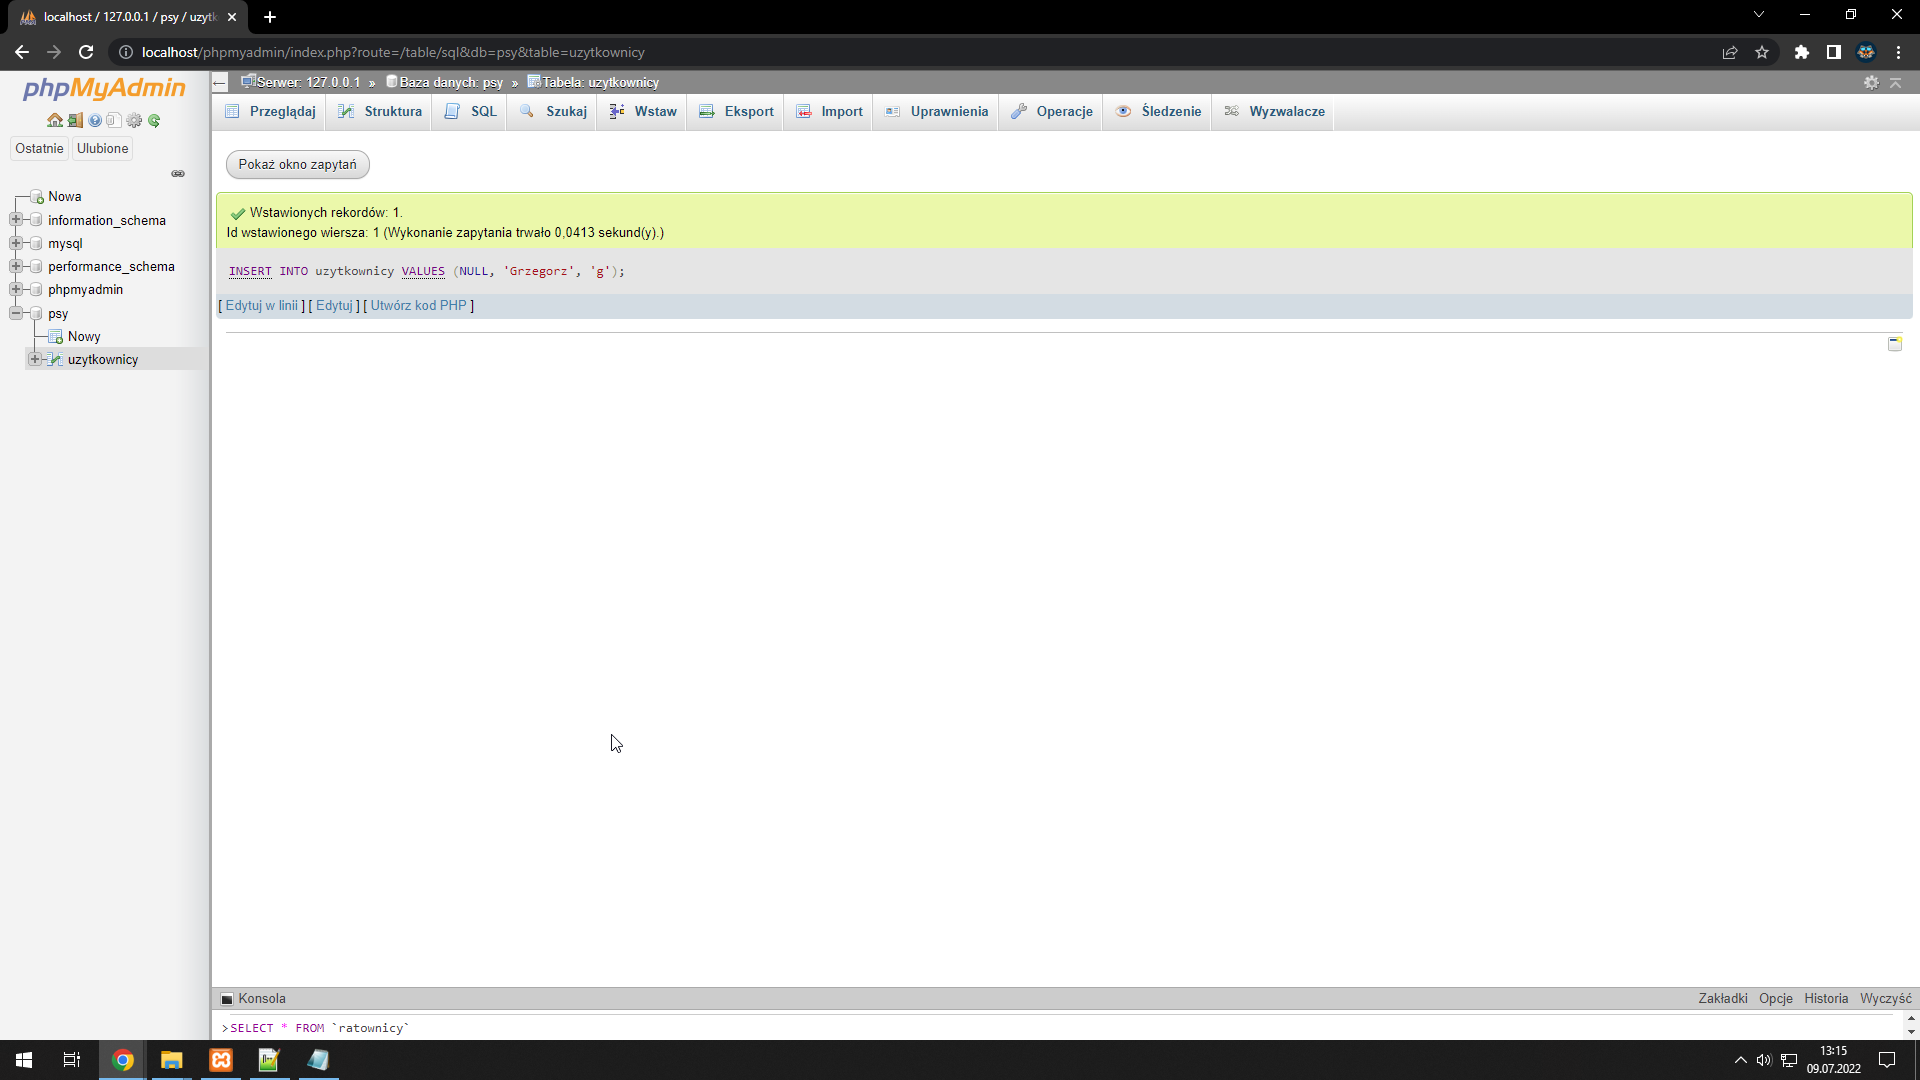 localhost / 127.0.0.1 / psy / uzytk
localhost/phpmyadmin/index.php?route=/table/sql&db=psy&table=uzytkownicy
phpMyAdmin
Ostatnie Ulubione
Nowa
information_schema
mysql
performance_schema
phpmyadmin
psy
Nowy
uzytkownicy
Serwer: 127.0.0.1 » Baza danych: psy » Tabela: uzytkownicy
Przeglądaj Struktura SQL Szukaj Wstaw Eksport Import Uprawnienia Operacje Śledzenie Wyzwalacze
Pokaż okno zapytań
Wstawionych rekordów: 1.
Id wstawionego wiersza: 1 (Wykonanie zapytania trwało 0,0413 sekund(y).)
INSERT INTO uzytkownicy VALUES (NULL, 'Grzegorz', 'g');
[ Edytuj w linii ] [ Edytuj ] [ Utwórz kod PHP ]
Konsola Zakładki Opcje Historia Wyczyść
>SELECT * FROM `ratownicy`
13:15
09.07.2022